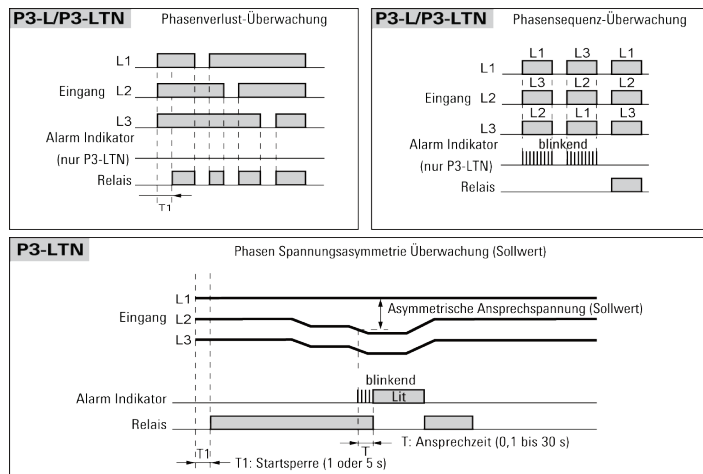 P3-L/P3-LTN Phasenverlust-Überwachung
L1
Eingang L2
L3
Alarm Indikator
(nur P3-LTN)
Relais
T1
P3-L/P3-LTN Phasensequenz-Überwachung
L1 L3 L1
L1
L3 L2 L2
Eingang L2
L2 L1 L3
L3
Alarm Indikator blinkend
(nur P3-LTN)
Relais
P3-LTN Phasen Spannungsasymmetrie Überwachung (Sollwert)
L1
Asymmetrische Ansprechspannung (Sollwert)
Eingang L2
L3
blinkend
Alarm Indikator Lit
Relais
T
T: Ansprechzeit (0,1 bis 30 s)
T1
T1: Startsperre (1 oder 5 s)